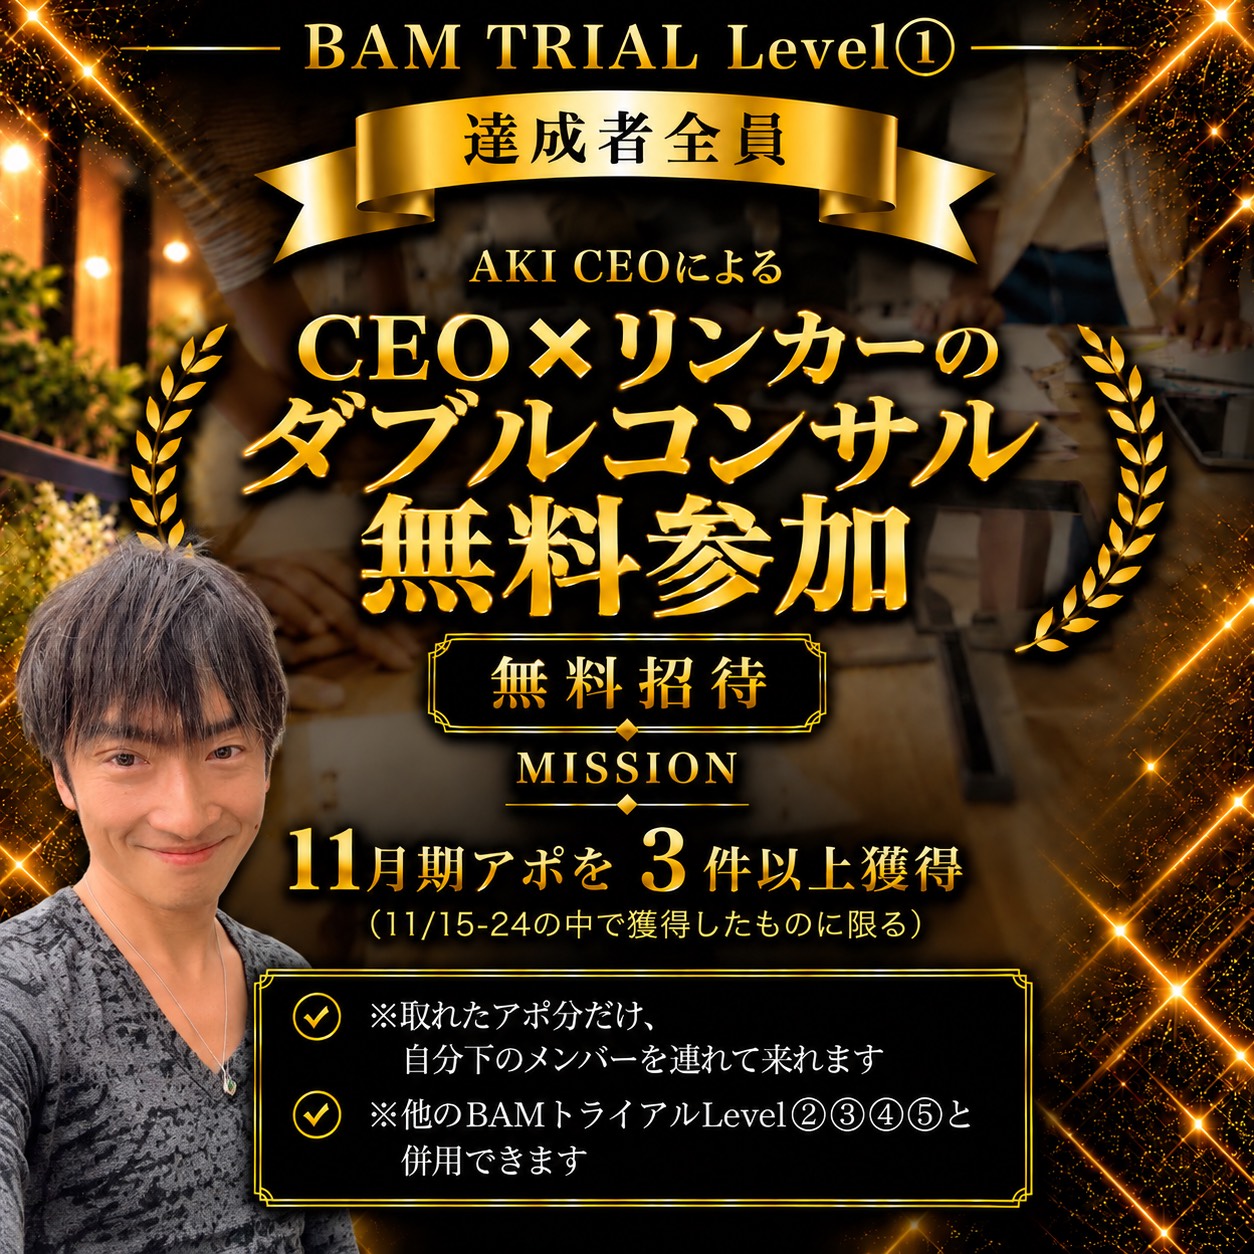 BAM TRIAL Level①
達成者全員
AKI CEOによる
CEO×リンカーの
ダブルコンサル
無料参加
無料招待
MISSION
11月期アポを 3 件以上獲得
（11/15-24の中で獲得したものに限る）
※取れたアポ分だけ、
自分下のメンバーを連れて来れます
※他のBAMトライアルLevel②③④⑤と
併用できます